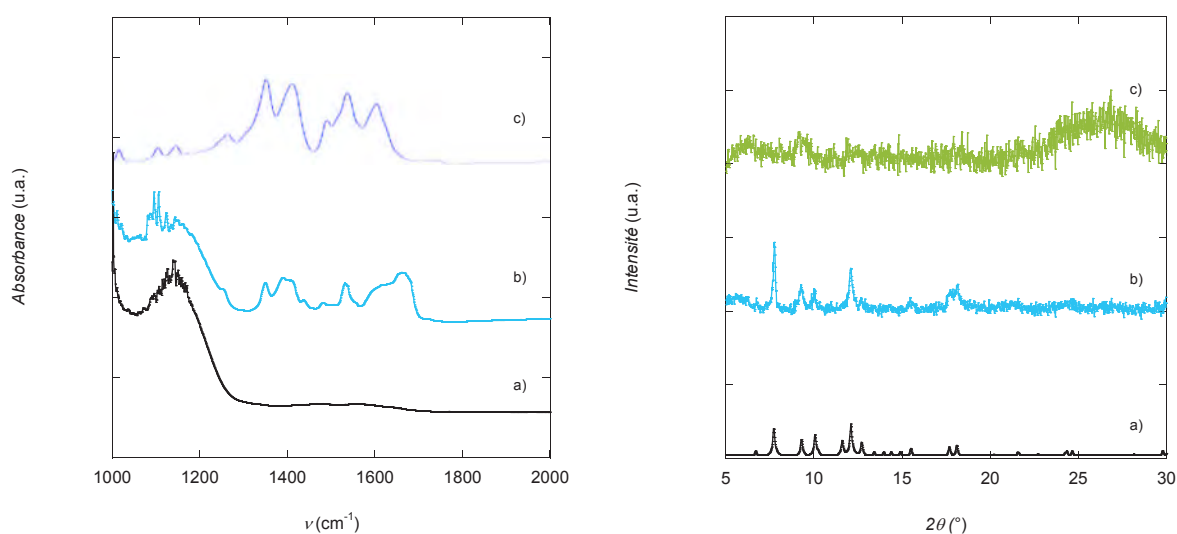 Absorbance (u.a.)
c)
b)
a)
1000 1200 1400 1600 1800 2000
ν (cm⁻¹)
Intensité (u.a.)
c)
b)
a)
5 10 15 20 25 30
2θ (°)